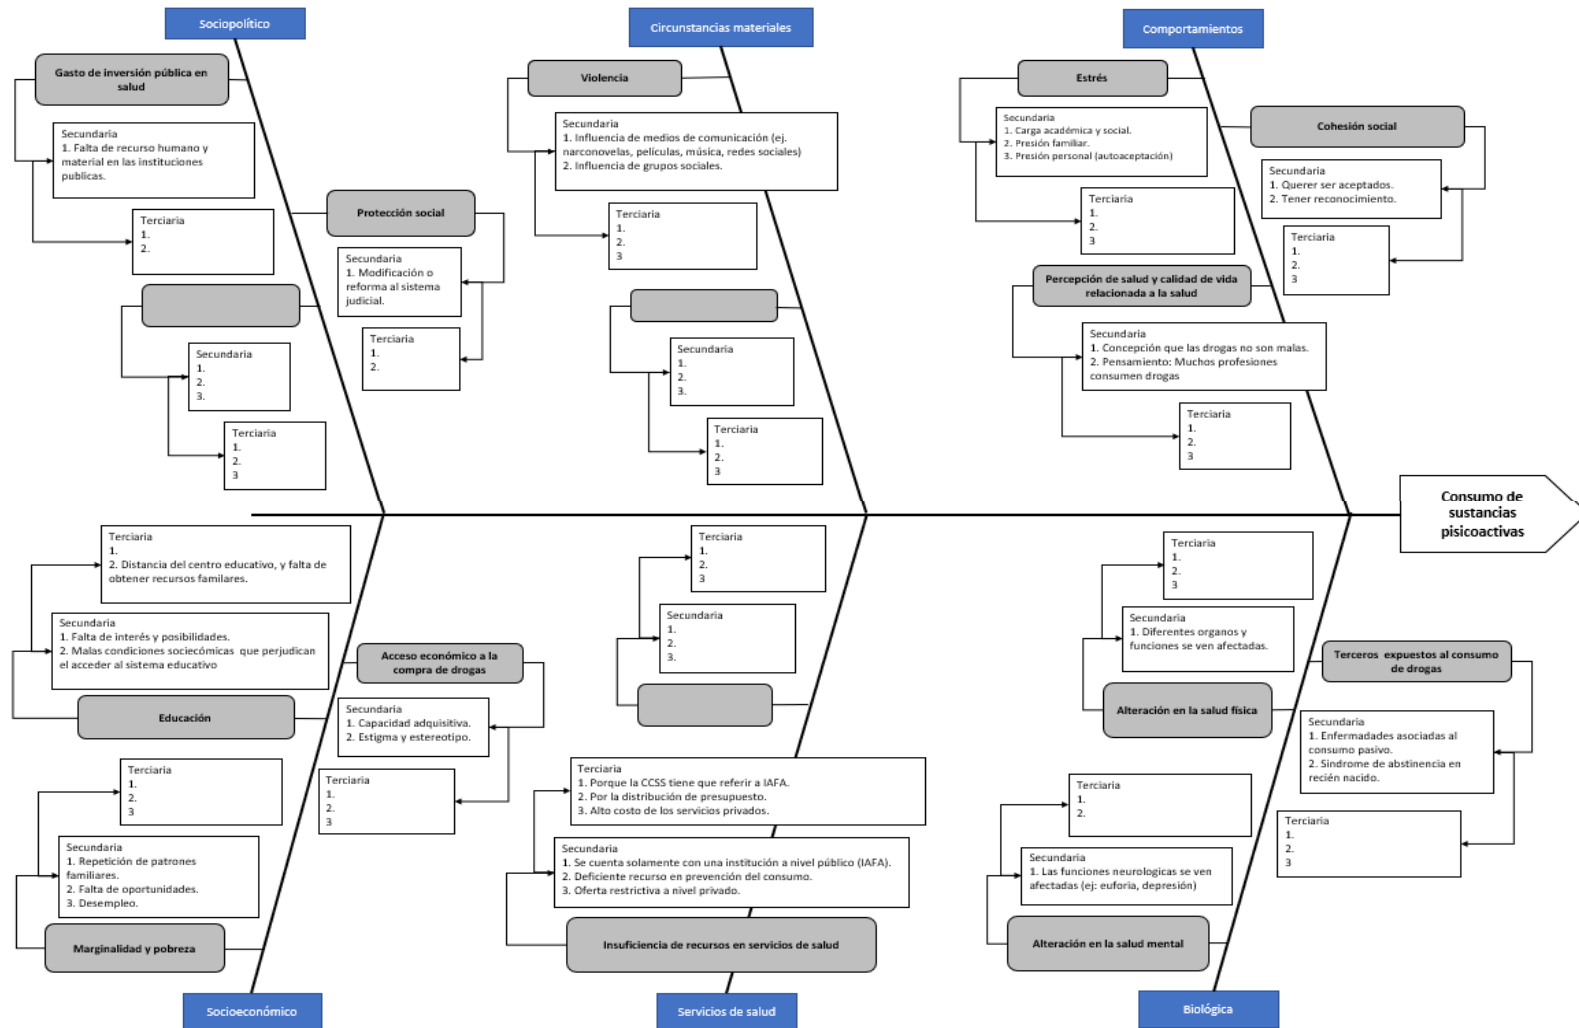 Sociopolítico
Gasto de inversión pública en
salud
Secundaria
1. Falta de recurso humano y
material en las instituciones
publicas.
Terciaria
1.
2.
Protección social
Secundaria
1. Modificación o
reforma al sistema
judicial.
Terciaria
1.
2.
Secundaria
1.
2.
3.
Terciaria
1.
2.
3
Circunstancias materiales
Violencia
Secundaria
1. Influencia de medios de comunicación (ej.
narconovelas, películas, música, redes sociales)
2. Influencia de grupos sociales.
Terciaria
1.
2.
3
Secundaria
1.
2.
3.
Terciaria
1.
2.
3
Comportamientos
Estrés
Secundaria
1. Carga académica y social.
2. Presión familiar.
3. Presión personal (autoaceptación)
Terciaria
1.
2.
3
Cohesión social
Secundaria
1. Querer ser aceptados.
2. Tener reconocimiento.
Terciaria
1.
2.
3
Percepción de salud y calidad de vida
relacionada a la salud
Secundaria
1. Concepción que las drogas no son malas.
2. Pensamiento: Muchos profesiones
consumen drogas
Terciaria
1.
2.
3
Consumo de
sustancias
pisicoactivas
Terciaria
1.
2. Distancia del centro educativo, y falta de
obtener recursos familares.
Secundaria
1. Falta de interés y posibilidades.
2. Malas condiciones sociecómicas que perjudican
el acceder al sistema educativo
Educación
Acceso económico a la
compra de drogas
Secundaria
1. Capacidad adquisitiva.
2. Estigma y estereotipo.
Terciaria
1.
2.
3
Terciaria
1.
2.
3
Secundaria
1. Repetición de patrones
familiares.
2. Falta de oportunidades.
3. Desempleo.
Marginalidad y pobreza
Socioeconómico
Terciaria
1.
2.
3
Secundaria
1.
2.
3.
Terciaria
1. Porque la CCSS tiene que referir a IAFA.
2. Por la distribución de presupuesto.
3. Alto costo de los servicios privados.
Secundaria
1. Se cuenta solamente con una institución a nivel público (IAFA).
2. Deficiente recurso en prevención del consumo.
3. Oferta restrictiva a nivel privado.
Insuficiencia de recursos en servicios de salud
Servicios de salud
Terciaria
1.
2.
3
Secundaria
1. Diferentes organos y
funciones se ven afectadas.
Alteración en la salud física
Terceros expuestos al consumo
de drogas
Secundaria
1. Enfermadades asociadas al
consumo pasivo.
2. Sindrome de abstinencia en
recién nacido.
Terciaria
1.
2.
3
Terciaria
1.
2.
Secundaria
1. Las funciones neurologicas se ven
afectadas (ej: euforia, depresión)
Alteración en la salud mental
Biológica